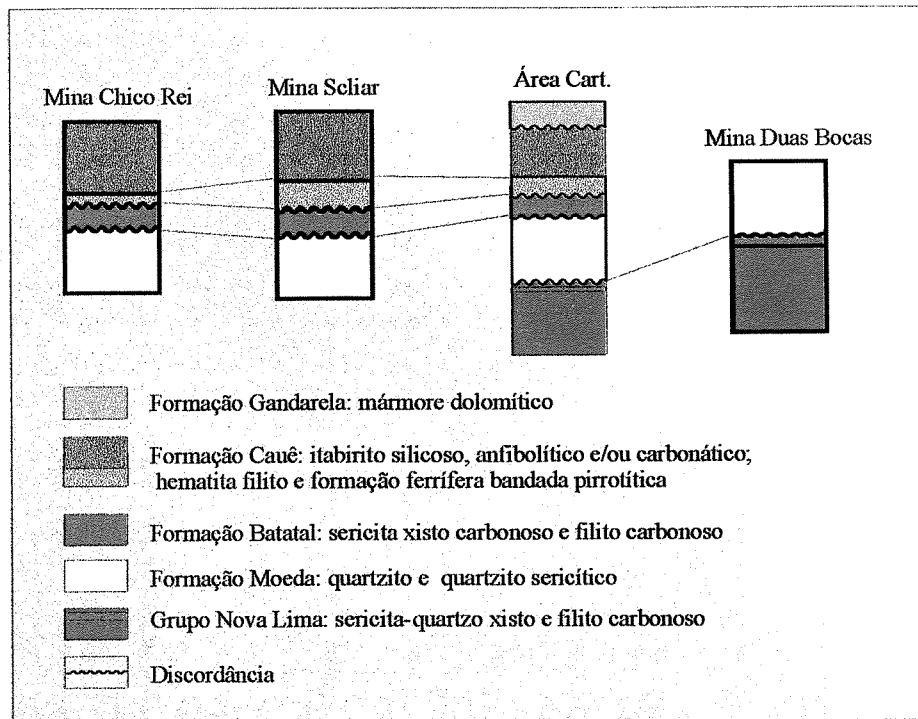 Mina Chico Rei
Mina Scliar
Área Cart.
Mina Duas Bocas
Formação Gandarela: mármore dolomítico
Formação Cauê: itabirito silicoso, anfibolítico e/ou carbonático;
hematita filito e formação ferrífera bandada pirrotítica
Formação Batatal: sericita xisto carbonoso e filito carbonoso
Formação Moeda: quartzito e quartzito sericítico
Grupo Nova Lima: sericita-quartzo xisto e filito carbonoso
Discordância